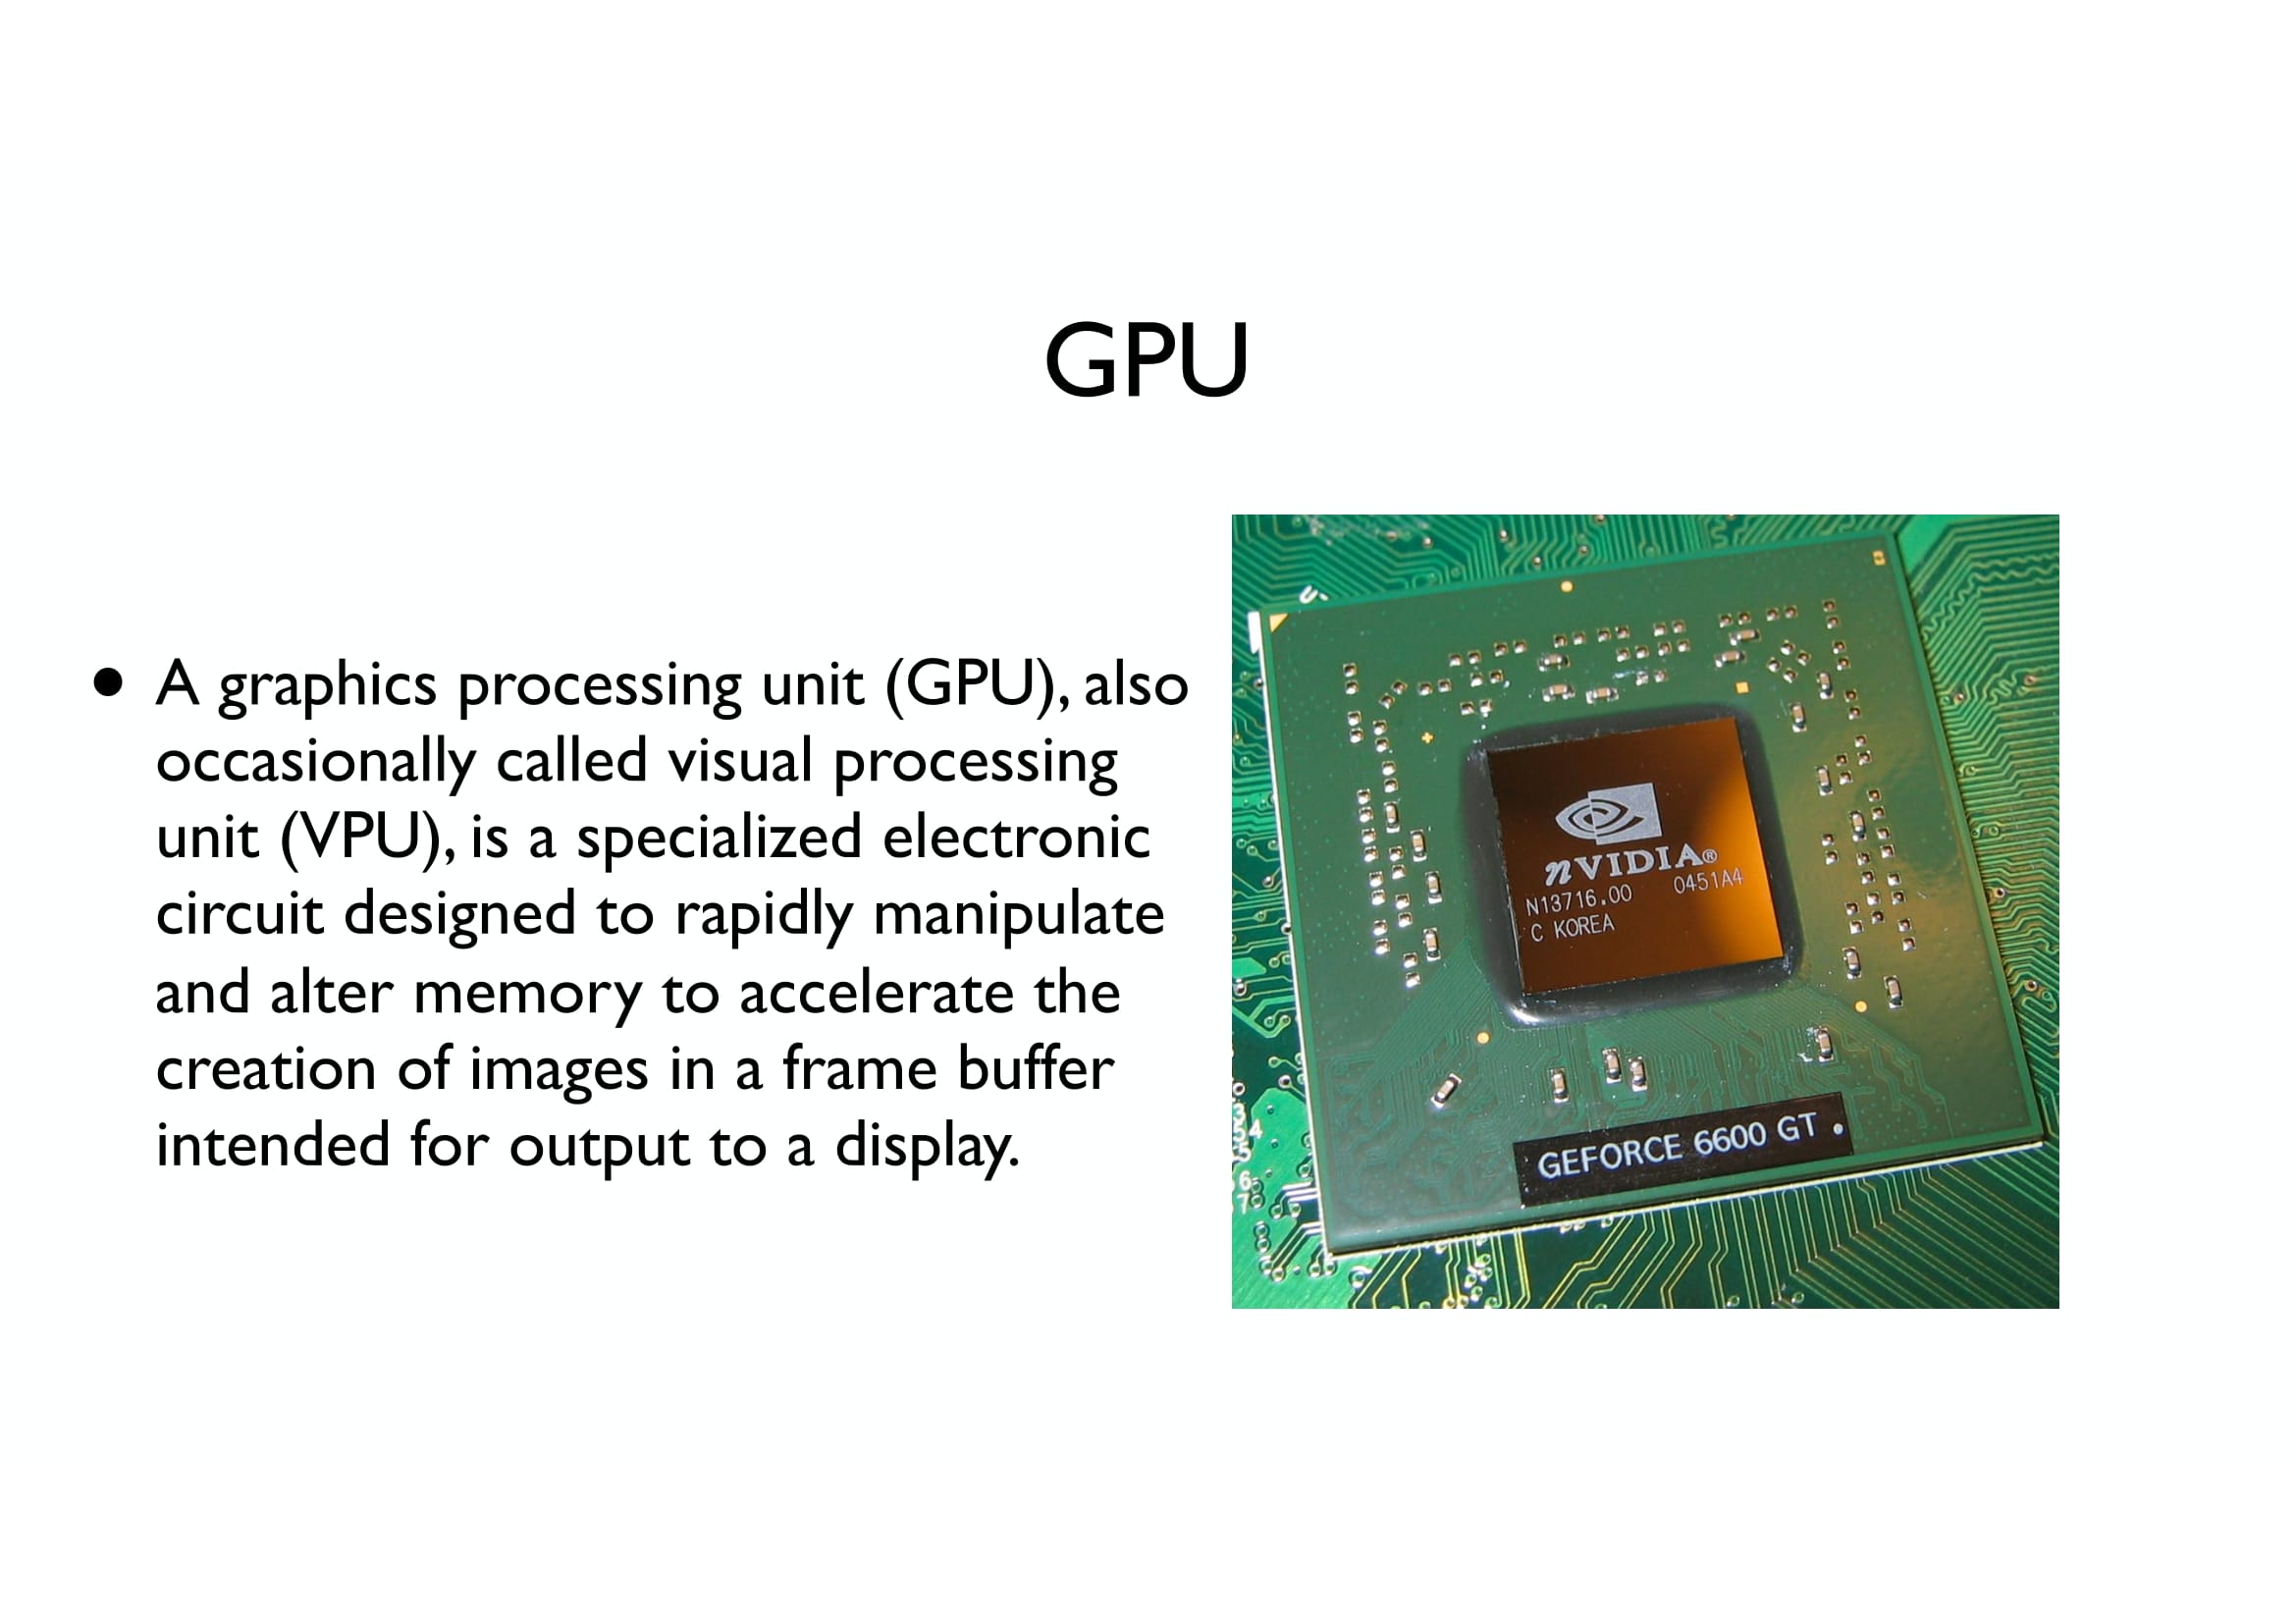 GPU
• A graphics processing unit (GPU), also
occasionally called visual processing
unit (VPU), is a specialized electronic
circuit designed to rapidly manipulate
and alter memory to accelerate the
creation of images in a frame buffer
intended for output to a display.
nVIDIA®
N13716.00 0451A4
C KOREA
GEFORCE 6600 GT